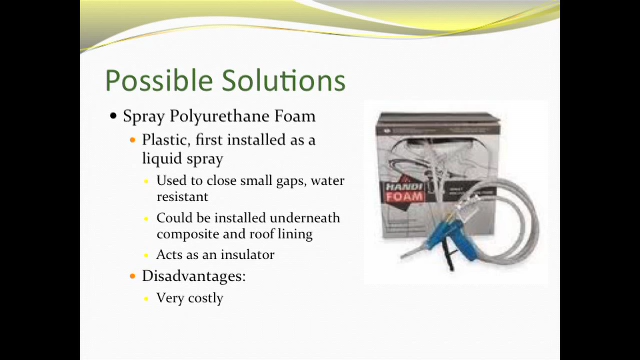 Possible Solutions
• Spray Polyurethane Foam
• Plastic, first installed as a
liquid spray
• Used to close small gaps, water
resistant
• Could be installed underneath
composite and roof lining
• Acts as an insulator
• Disadvantages:
• Very costly
HANDI
FOAM